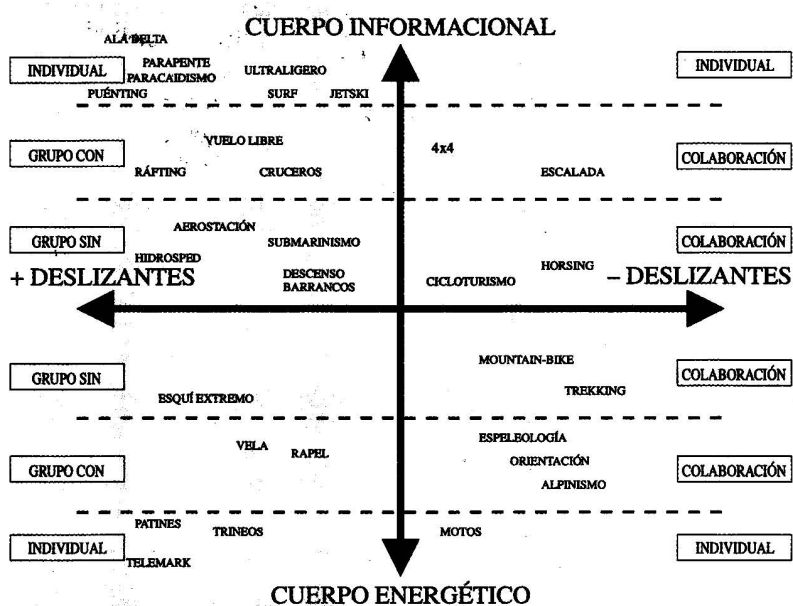 CUERPO INFORMACIONAL
ALA DELTA
INDIVIDUAL
PARAPENTE
ULTRALIGERO
INDIVIDUAL
PARACAIDISMO
PUÉNTING
SURF
JETSKI
VUELO LIBRE
4x4
GRUPO CON
COLABORACIÓN
RÁFTING
CRUCEROS
ESCALADA
AEROSTACIÓN
GRUPO SIN
SUBMARINISMO
COLABORACIÓN
HIDROSPED
HORSING
+ DESLIZANTES
DESCENSO
BARRANCOS
CICLOTURISMO
– DESLIZANTES
MOUNTAIN-BIKE
GRUPO SIN
COLABORACIÓN
ESQUÍ EXTREMO
TREKKING
VELA
RAPEL
ESPELEOLOGÍA
GRUPO CON
ORIENTACIÓN
COLABORACIÓN
ALPINISMO
PATINES
TRINEOS
MOTOS
INDIVIDUAL
INDIVIDUAL
TELEMARK
CUERPO ENERGÉTICO